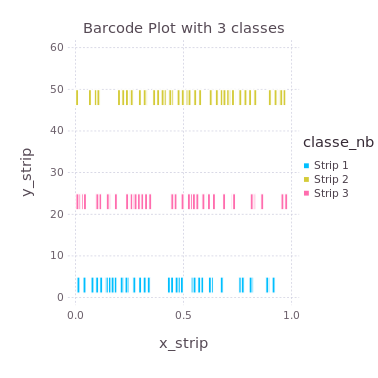 Barcode Plot with 3 classes
60
50
40
30
20
10
0
y_strip
0.0 0.5 1.0
x_strip
classe_nb
Strip 1
Strip 2
Strip 3